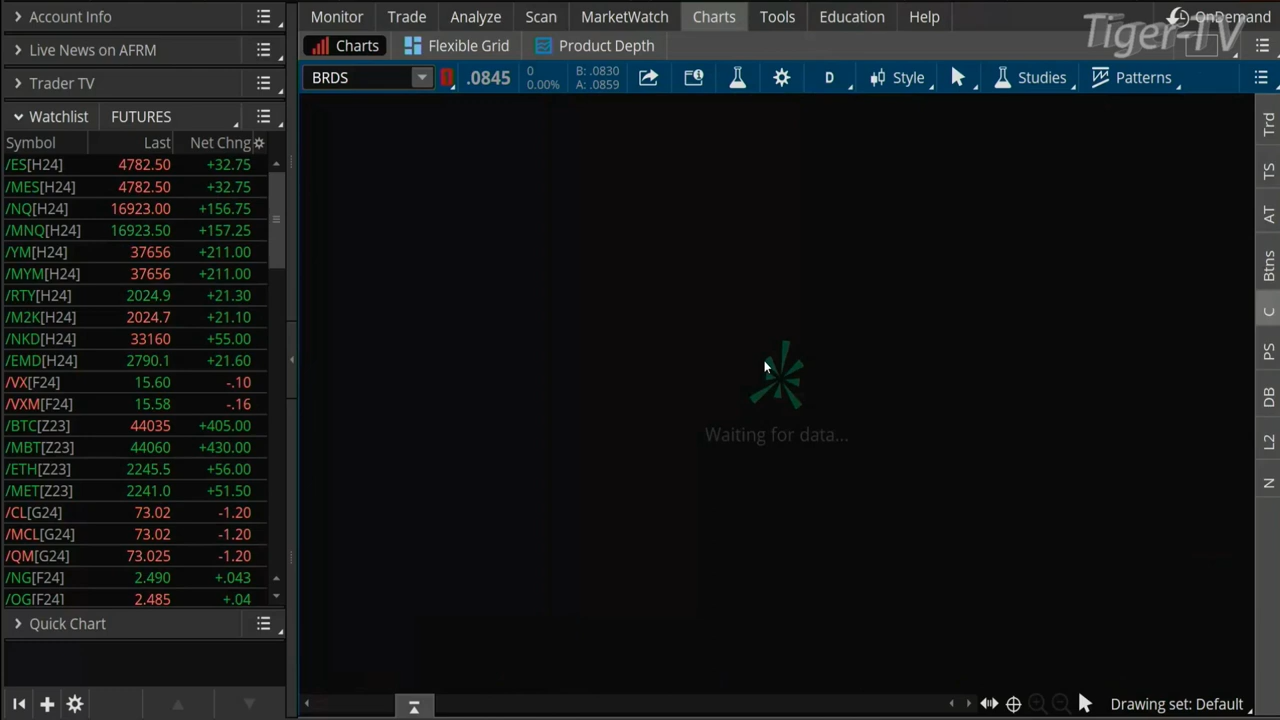 Account Info
Live News on AFRM
Trader TV
Watchlist FUTURES
Symbol Last Net Chng
/ES[H24] 4782.50 +32.75
/MES[H24] 4782.50 +32.75
/NQ[H24] 16923.00 +156.75
/MNQ[H24] 16923.50 +157.25
/YM[H24] 37656 +211.00
/MYM[H24] 37656 +211.00
/RTY[H24] 2024.9 +21.30
/M2K[H24] 2024.7 +21.10
/NKD[H24] 33160 +55.00
/EMD[H24] 2790.1 +21.60
/VX[F24] 15.60 -.10
/VXM[F24] 15.58 -.16
/BTC[Z23] 44035 +405.00
/MBT[Z23] 44060 +430.00
/ETH[Z23] 2245.5 +56.00
/MET[Z23] 2241.0 +51.50
/CL[G24] 73.02 -1.20
/MCL[G24] 73.02 -1.20
/QM[G24] 73.025 -1.20
/NG[F24] 2.490 +.043
/QG[F24] 2.485 +.04
Quick Chart
Monitor Trade Analyze Scan MarketWatch Charts Tools Education Help
OnDemand
Tiger-TV
Charts Flexible Grid Product Depth
BRDS 1 .0845 0 0.00% B: .0830 A: .0859 D Style Studies Patterns
Waiting for data...
Trd
TS
AT
Btns
C
PS
DB
L2
N
Drawing set: Default